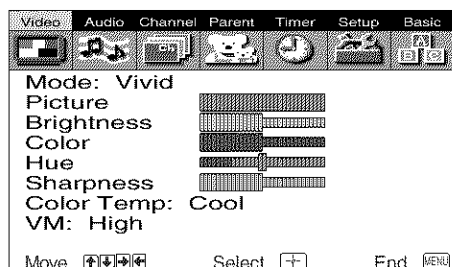 Video Audio Channel Parent Timer Setup Basic
A
B C
Mode: Vivid
Picture
Brightness
Color
Hue
Sharpness
Color Temp: Cool
VM: High
Move Select End MENU